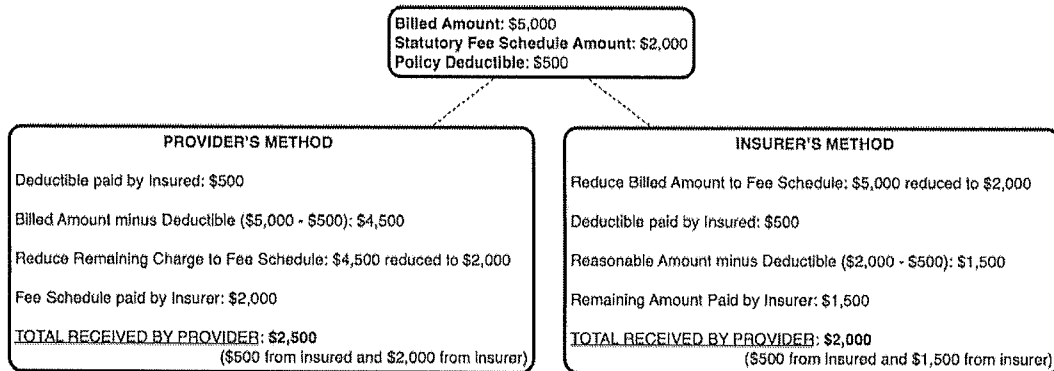 Billed Amount: $5,000
Statutory Fee Schedule Amount: $2,000
Policy Deductible: $500
PROVIDER'S METHOD
Deductible paid by Insured: $500
Billed Amount minus Deductible ($5,000 - $500): $4,500
Reduce Remaining Charge to Fee Schedule: $4,500 reduced to $2,000
Fee Schedule paid by Insurer: $2,000
TOTAL RECEIVED BY PROVIDER: $2,500
($500 from insured and $2,000 from insurer)
INSURER'S METHOD
Reduce Billed Amount to Fee Schedule: $5,000 reduced to $2,000
Deductible paid by Insured: $500
Reasonable Amount minus Deductible ($2,000 - $500): $1,500
Remaining Amount Paid by Insurer: $1,500
TOTAL RECEIVED BY PROVIDER: $2,000
($500 from insured and $1,500 from insurer)